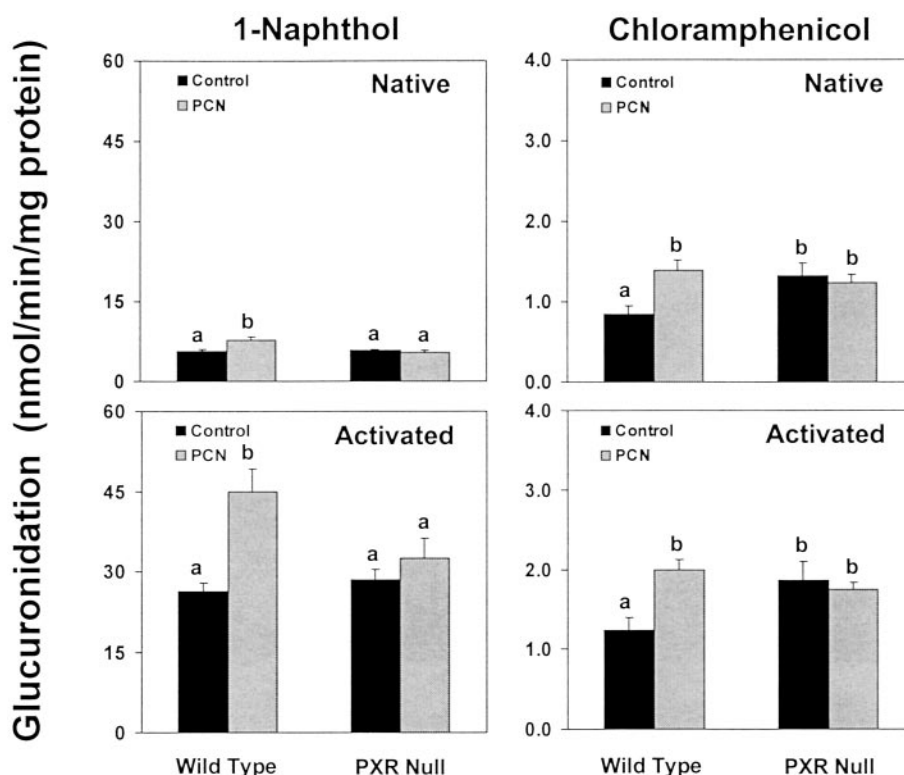 Glucuronidation (nmol/min/mg protein)
1-Naphthol
Chloramphenicol
60
45
30
15
0
Control
PCN
Native
a
b
a
a
4.0
3.0
2.0
1.0
0.0
Control
PCN
Native
a
b
b
b
60
45
30
15
0
Control
PCN
Activated
a
b
a
a
Wild Type
PXR Null
4.0
3.0
2.0
1.0
0.0
Control
PCN
Activated
a
b
b
b
Wild Type
PXR Null